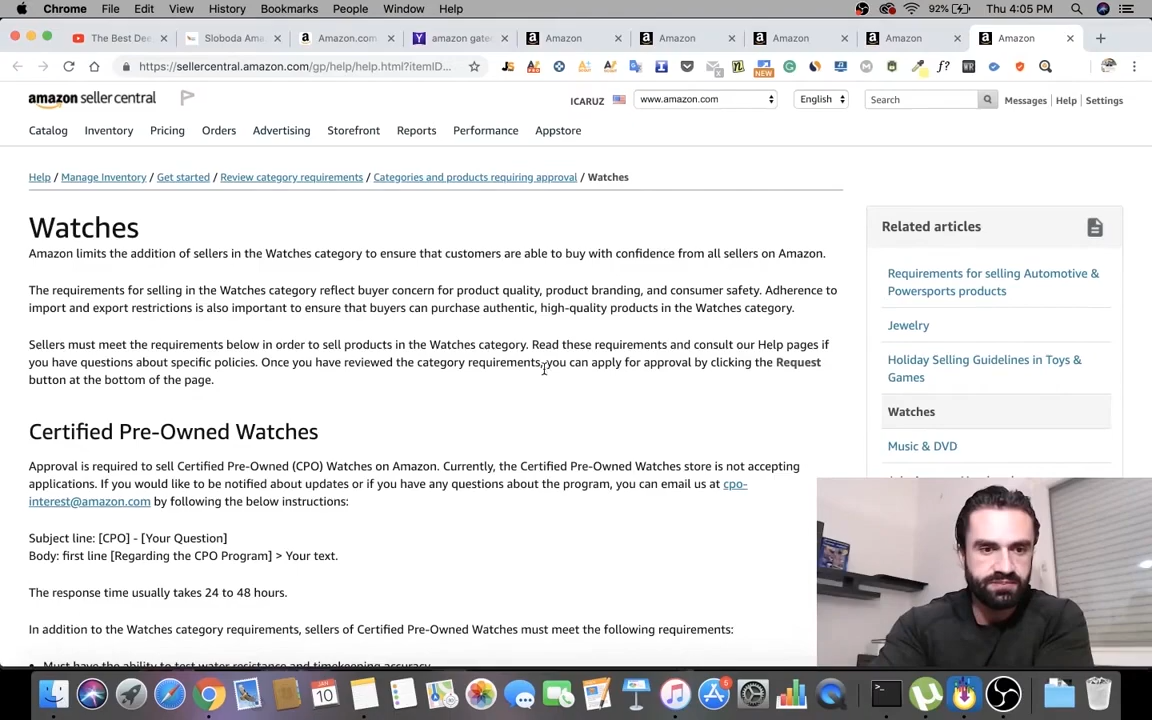 Chrome File Edit View History Bookmarks People Window Help
92% Thu 4:05 PM
The Best Dee
Sloboda Ama
Amazon.com
amazon gate
Amazon
Amazon
Amazon
Amazon
Amazon
https://sellercentral.amazon.com/gp/help/help.html?itemID...
amazon seller central
ICARUZ
www.amazon.com
English
Search
Messages | Help | Settings
Catalog Inventory Pricing Orders Advertising Storefront Reports Performance Appstore
Help / Manage Inventory / Get started / Review category requirements / Categories and products requiring approval / Watches
Watches
Amazon limits the addition of sellers in the Watches category to ensure that customers are able to buy with confidence from all sellers on Amazon.
The requirements for selling in the Watches category reflect buyer concern for product quality, product branding, and consumer safety. Adherence to
import and export restrictions is also important to ensure that buyers can purchase authentic, high-quality products in the Watches category.
Sellers must meet the requirements below in order to sell products in the Watches category. Read these requirements and consult our Help pages if
you have questions about specific policies. Once you have reviewed the category requirements, you can apply for approval by clicking the Request
button at the bottom of the page.
Certified Pre-Owned Watches
Approval is required to sell Certified Pre-Owned (CPO) Watches on Amazon. Currently, the Certified Pre-Owned Watches store is not accepting
applications. If you would like to be notified about updates or if you have any questions about the program, you can email us at cpo-
interest@amazon.com by following the below instructions:
Subject line: [CPO] - [Your Question]
Body: first line [Regarding the CPO Program] > Your text.
The response time usually takes 24 to 48 hours.
In addition to the Watches category requirements, sellers of Certified Pre-Owned Watches must meet the following requirements:
Must have the ability to test water resistance and timekeeping accuracy
Related articles
Requirements for selling Automotive &
Powersports products
Jewelry
Holiday Selling Guidelines in Toys &
Games
Watches
Music & DVD
NEW
JAN
10
5